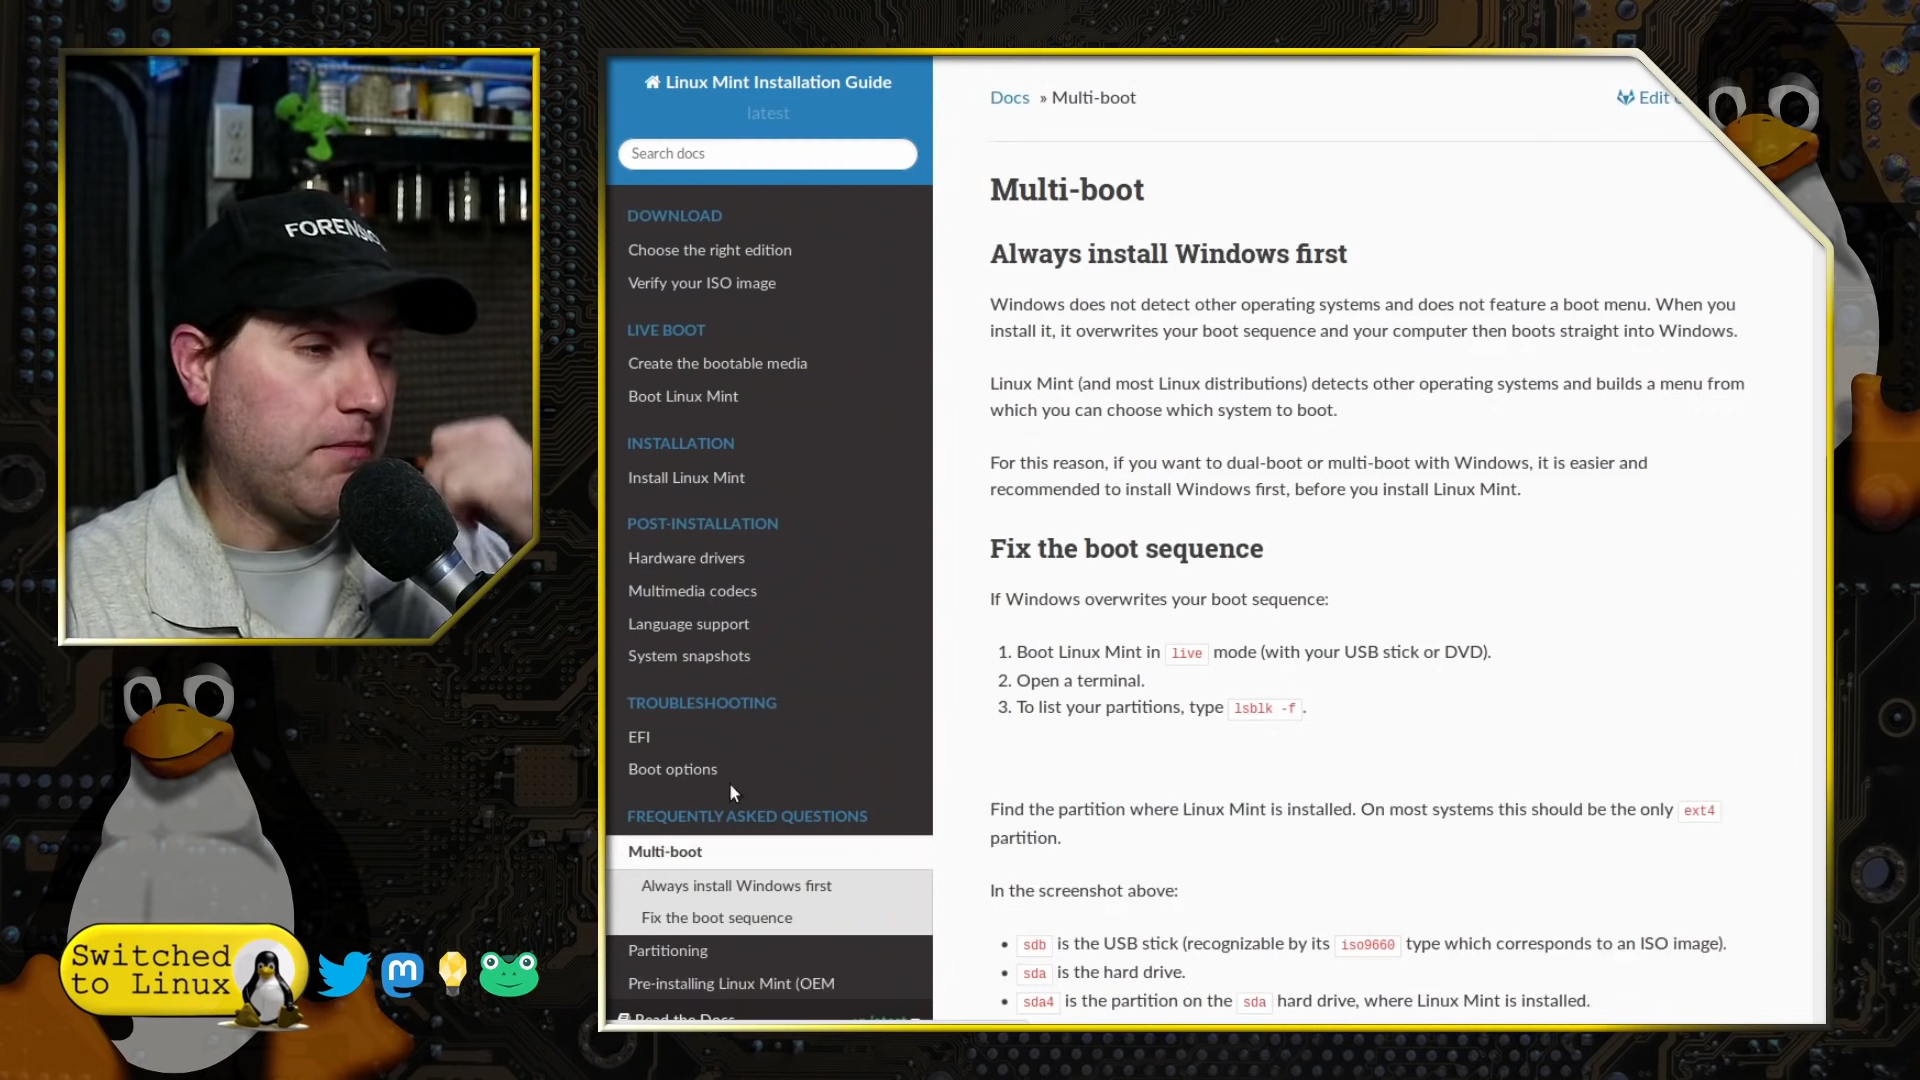 Linux Mint Installation Guide
latest
Search docs
DOWNLOAD
Choose the right edition
Verify your ISO image
LIVE BOOT
Create the bootable media
Boot Linux Mint
INSTALLATION
Install Linux Mint
POST-INSTALLATION
Hardware drivers
Multimedia codecs
Language support
System snapshots
TROUBLESHOOTING
EFI
Boot options
FREQUENTLY ASKED QUESTIONS
Multi-boot
Always install Windows first
Fix the boot sequence
Partitioning
Pre-installing Linux Mint (OEM
Read the Docs
Docs » Multi-boot
Edit
Multi-boot
Always install Windows first
Windows does not detect other operating systems and does not feature a boot menu. When you
install it, it overwrites your boot sequence and your computer then boots straight into Windows.
Linux Mint (and most Linux distributions) detects other operating systems and builds a menu from
which you can choose which system to boot.
For this reason, if you want to dual-boot or multi-boot with Windows, it is easier and
recommended to install Windows first, before you install Linux Mint.
Fix the boot sequence
If Windows overwrites your boot sequence:
1. Boot Linux Mint in live mode (with your USB stick or DVD).
2. Open a terminal.
3. To list your partitions, type lsblk -f.
Find the partition where Linux Mint is installed. On most systems this should be the only ext4
partition.
In the screenshot above:
• sdb is the USB stick (recognizable by its iso9660 type which corresponds to an ISO image).
• sda is the hard drive.
• sda4 is the partition on the sda hard drive, where Linux Mint is installed.
Switched
to Linux